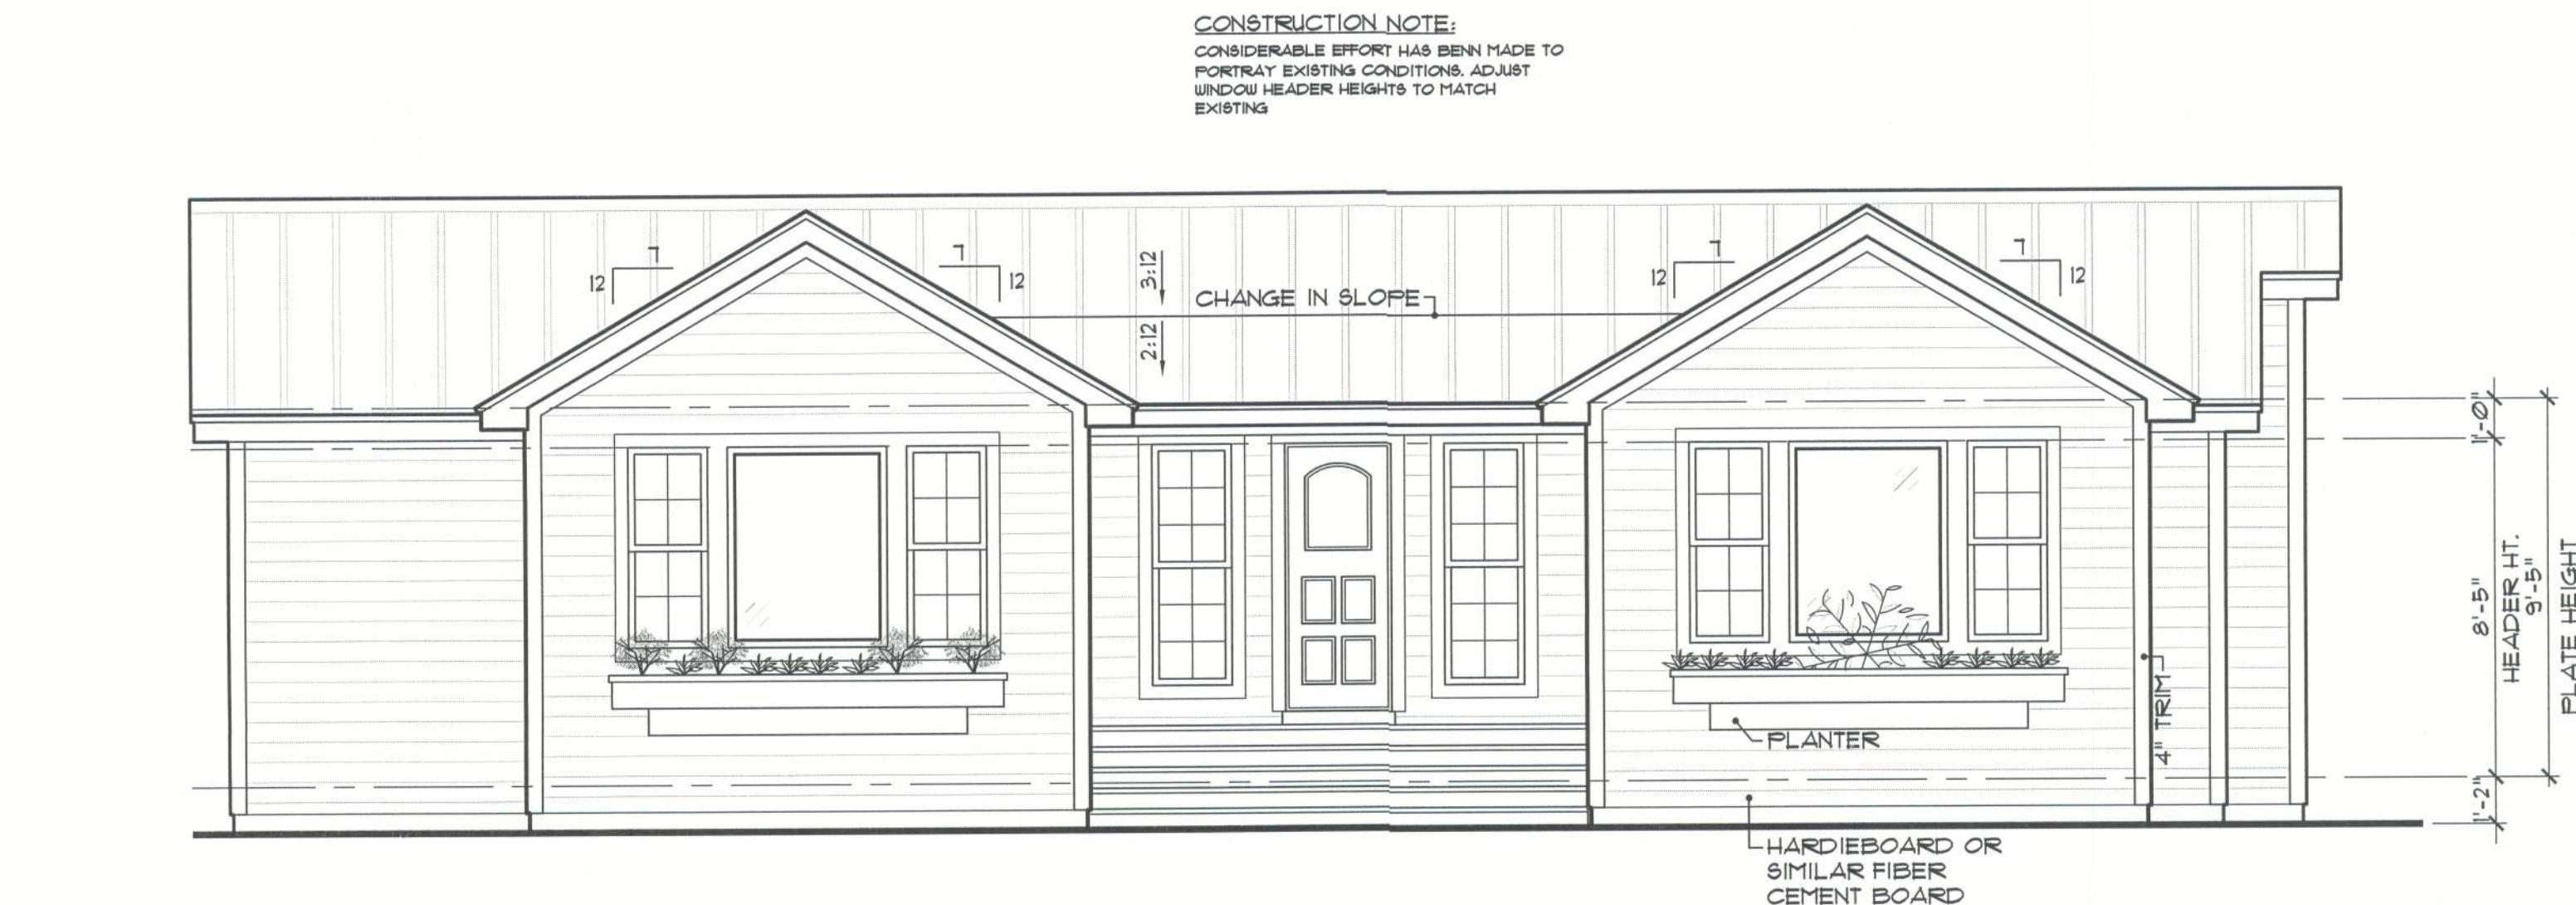 CONSTRUCTION NOTE:
CONSIDERABLE EFFORT HAS BENN MADE TO
PORTRAY EXISTING CONDITIONS. ADJUST
WINDOW HEADER HEIGHTS TO MATCH
EXISTING
7
12
7
12
3:12
CHANGE IN SLOPE
2:12
7
12
7
12
1'-0"
8'-5"
HEADER HT.
9'-5"
PLATE HEIGHT
1'-2"
4" TRIM
PLANTER
HARDIEBOARD OR
SIMILAR FIBER
CEMENT BOARD